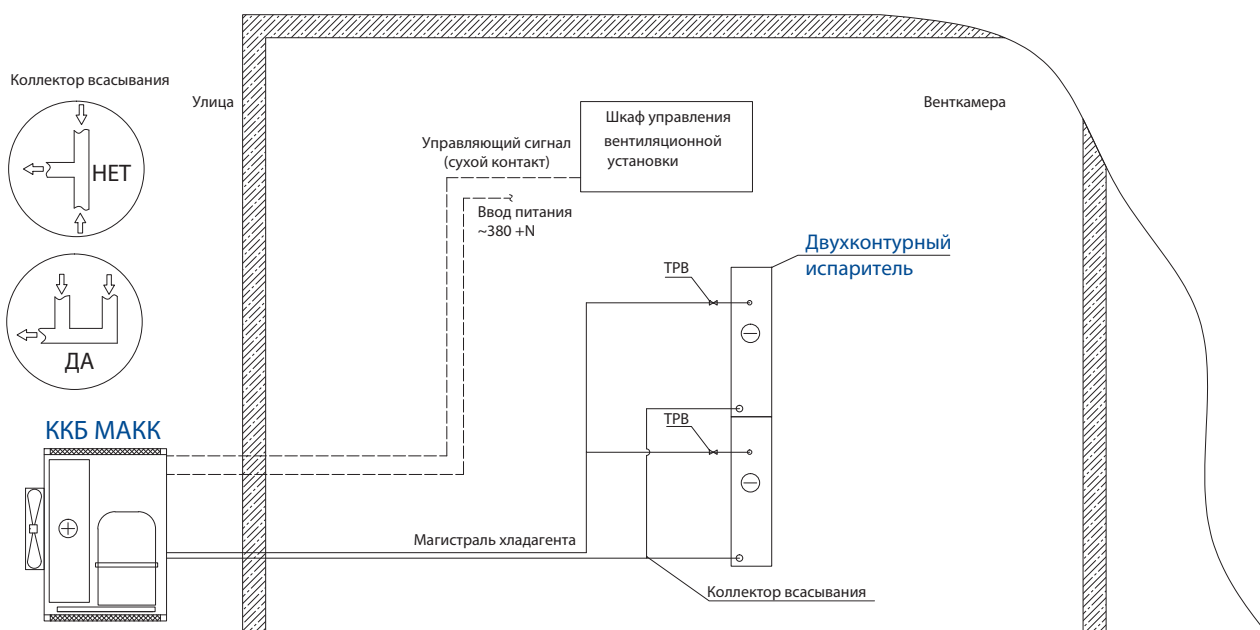 Коллектор всасывания
НЕТ
ДА
Улица
Венткамера
Шкаф управления
вентиляционной
установки
Управляющий сигнал
(сухой контакт)
Ввод питания
~380 +N
Двухконтурный
испаритель
ТРВ
ТРВ
ККБ МАКК
Магистраль хладагента
Коллектор всасывания